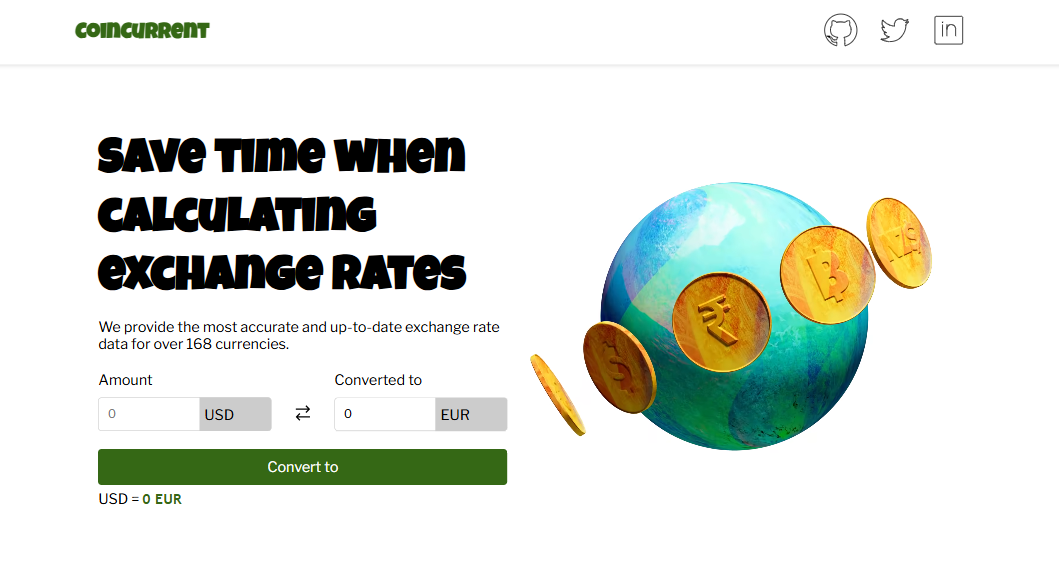 COINCURRENT
in
Save Time When
Calculating
Exchange Rates
We provide the most accurate and up-to-date exchange rate
data for over 168 currencies.
Amount
Converted to
0 USD
0 EUR
Convert to
USD = 0 EUR